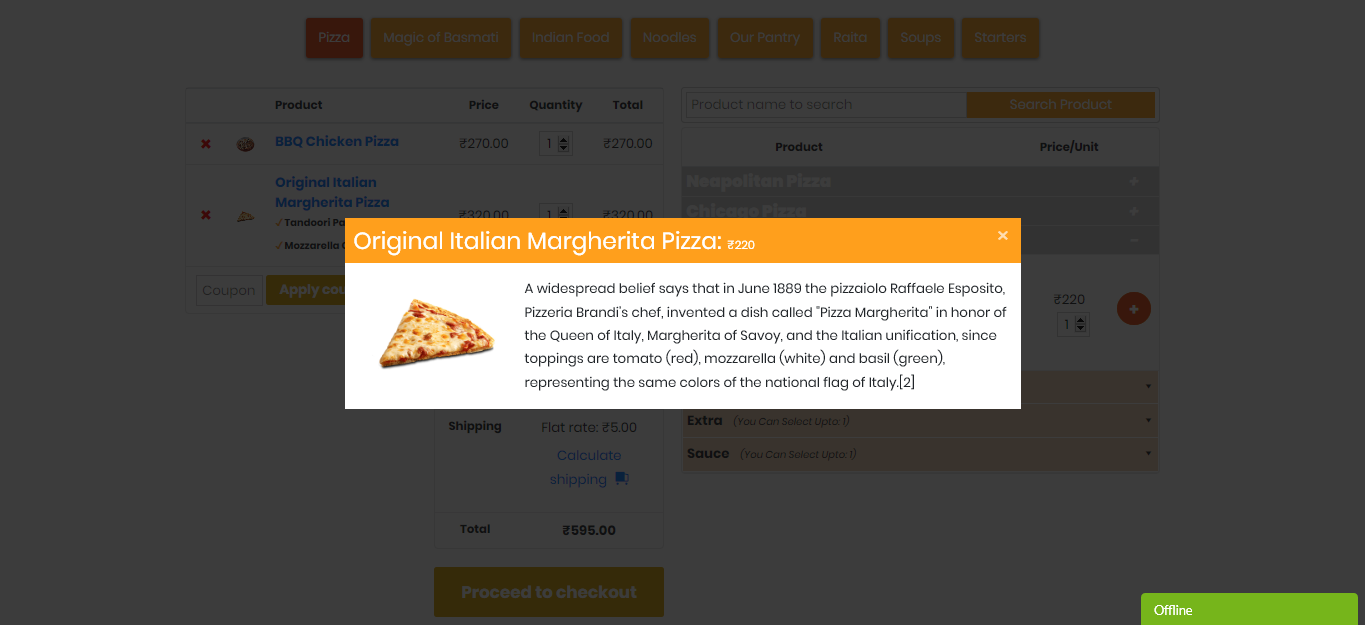 Pizza
Magic of Basmati
Indian Food
Noodles
Our Pantry
Raita
Soups
Starters
Product Price Quantity Total
BBQ Chicken Pizza ₹270.00 1 ₹270.00
Original Italian
Margherita Pizza
₹320.00 1 ₹320.00
✓Tandoori
✓Mozzarella
Coupon Apply
Product name to search Search Product
Product Price/Unit
Neapolitan Pizza +
Chicago Pizza +
Original Italian Margherita Pizza: ₹220 ×
A widespread belief says that in June 1889 the pizzaiolo Raffaele Esposito,
Pizzeria Brandi's chef, invented a dish called "Pizza Margherita" in honor of
the Queen of Italy, Margherita of Savoy, and the Italian unification, since
toppings are tomato (red), mozzarella (white) and basil (green),
representing the same colors of the national flag of Italy.[2]
₹220
1
+
Shipping Flat rate: ₹5.00
Calculate
shipping
Total ₹595.00
Proceed to checkout
Extra (You Can Select Upto: 1)
Sauce (You Can Select Upto: 1)
Offline